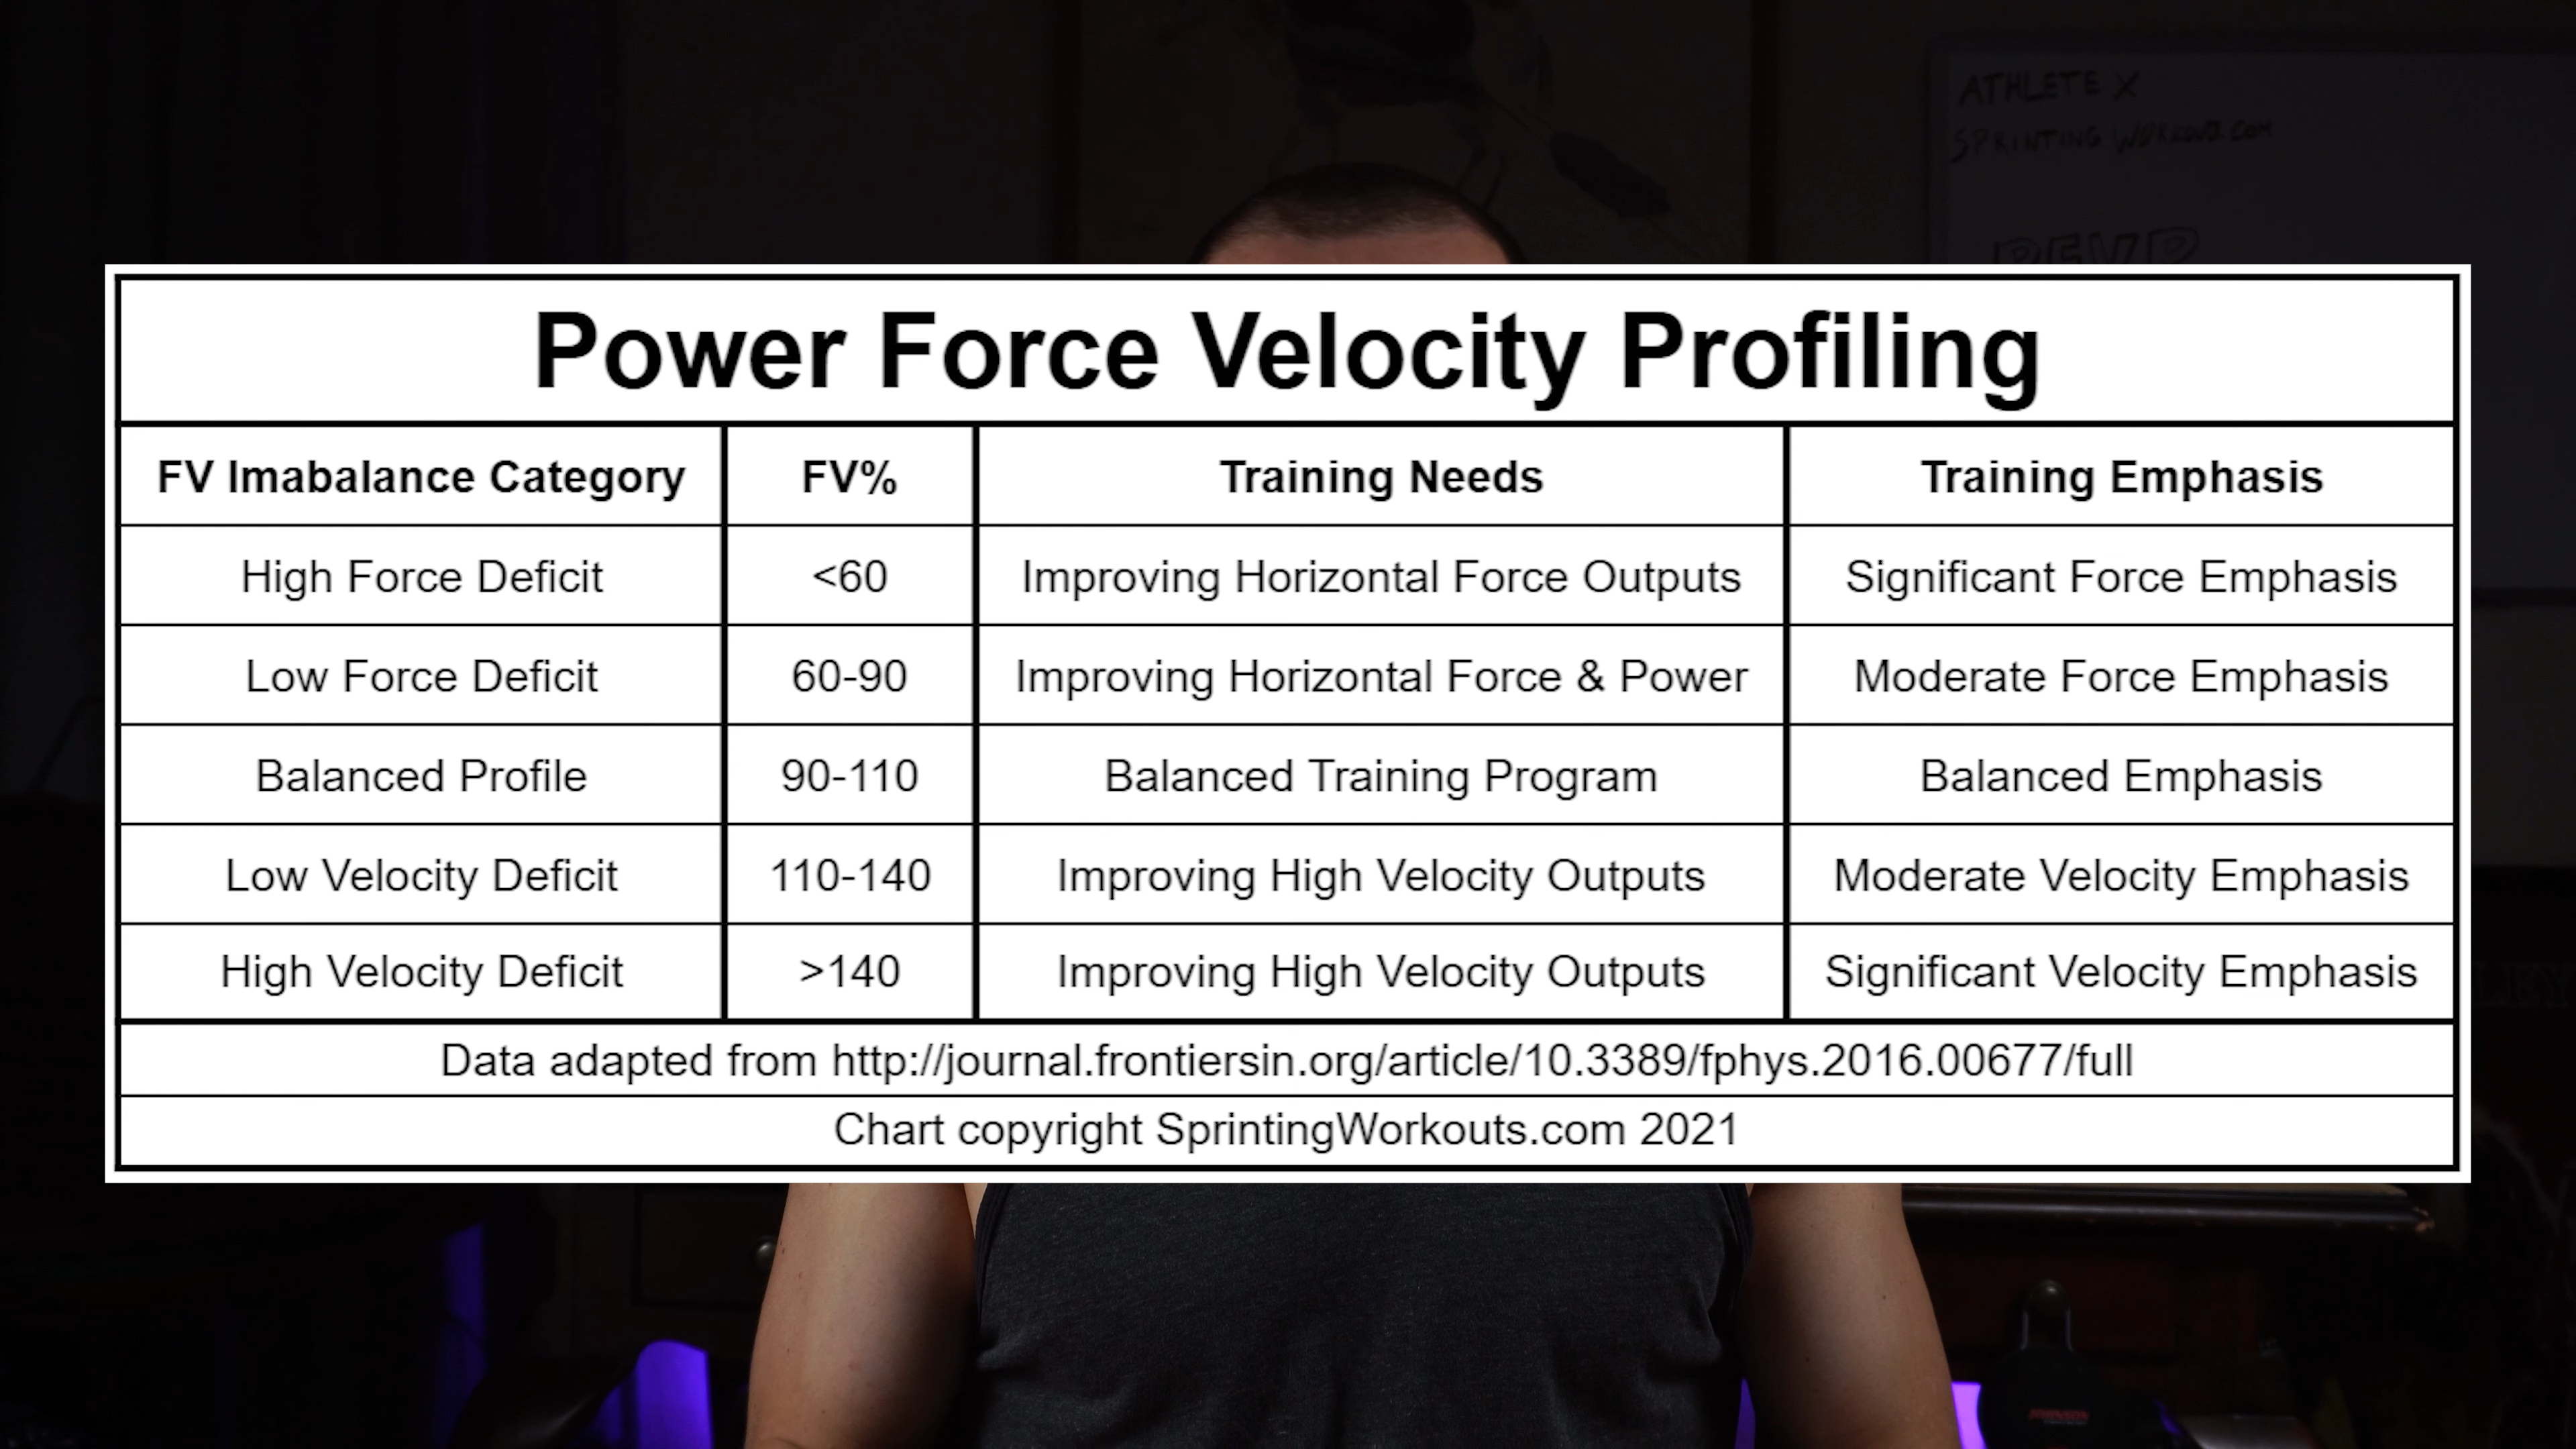 ATHLETE X
SPRINTING WORKOUTS.COM
PFVP
Power Force Velocity Profiling
FV Imabalance Category FV% Training Needs Training Emphasis
High Force Deficit <60 Improving Horizontal Force Outputs Significant Force Emphasis
Low Force Deficit 60-90 Improving Horizontal Force & Power Moderate Force Emphasis
Balanced Profile 90-110 Balanced Training Program Balanced Emphasis
Low Velocity Deficit 110-140 Improving High Velocity Outputs Moderate Velocity Emphasis
High Velocity Deficit >140 Improving High Velocity Outputs Significant Velocity Emphasis
Data adapted from http://journal.frontiersin.org/article/10.3389/fphys.2016.00677/full
Chart copyright SprintingWorkouts.com 2021